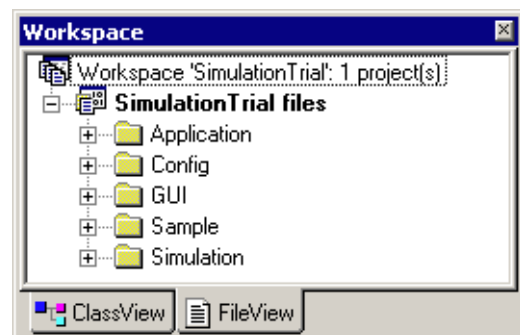 Workspace
Workspace 'SimulationTrial': 1 project(s)
SimulationTrial files
Application
Config
GUI
Sample
Simulation
ClassView FileView